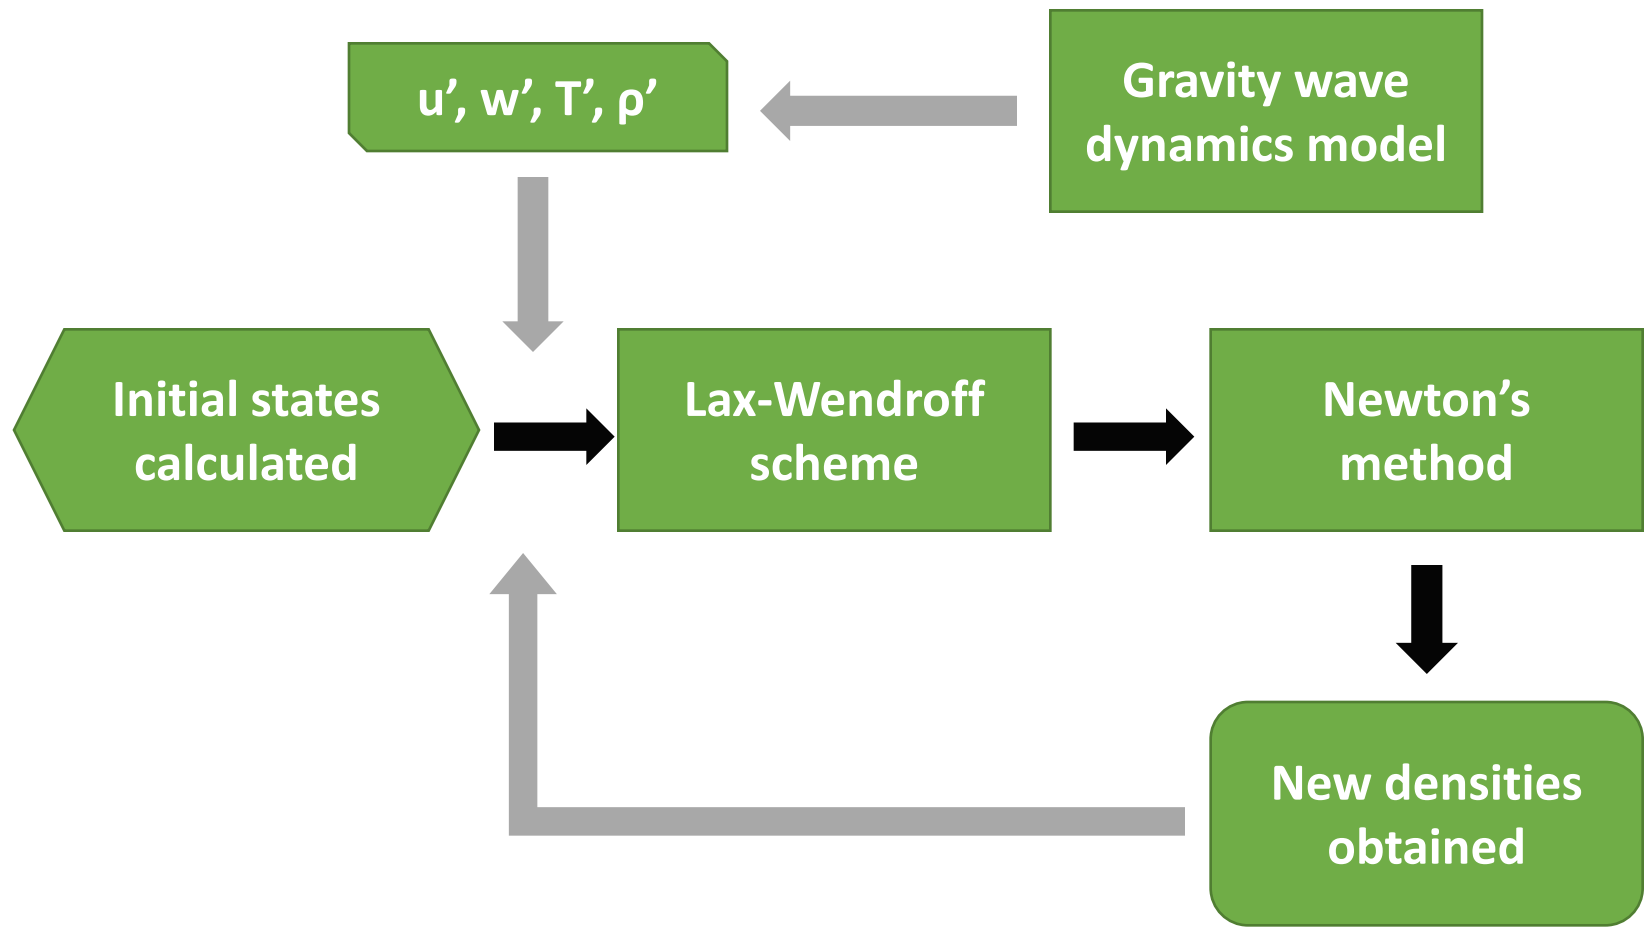 u’, w’, T’, ρ’
Gravity wave
dynamics model
Initial states
calculated
Lax-Wendroff
scheme
Newton’s
method
New densities
obtained